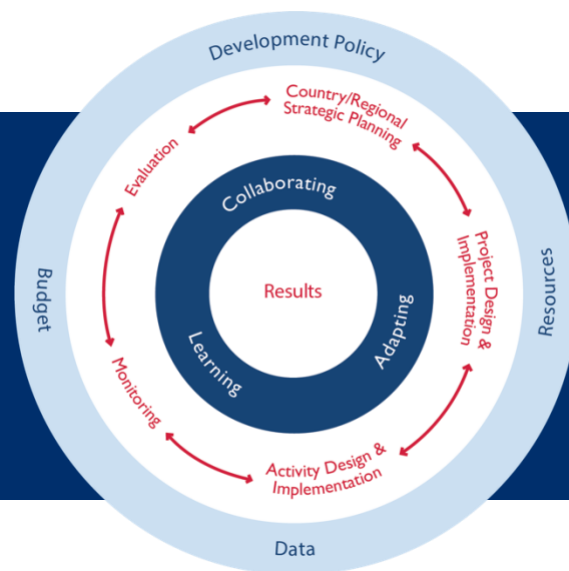 Development Policy
Country/Regional
Strategic Planning
Evaluation
Collaborating
Project Design &
Implementation
Resources
Budget
Results
Adapting
Learning
Monitoring
Activity Design &
Implementation
Data